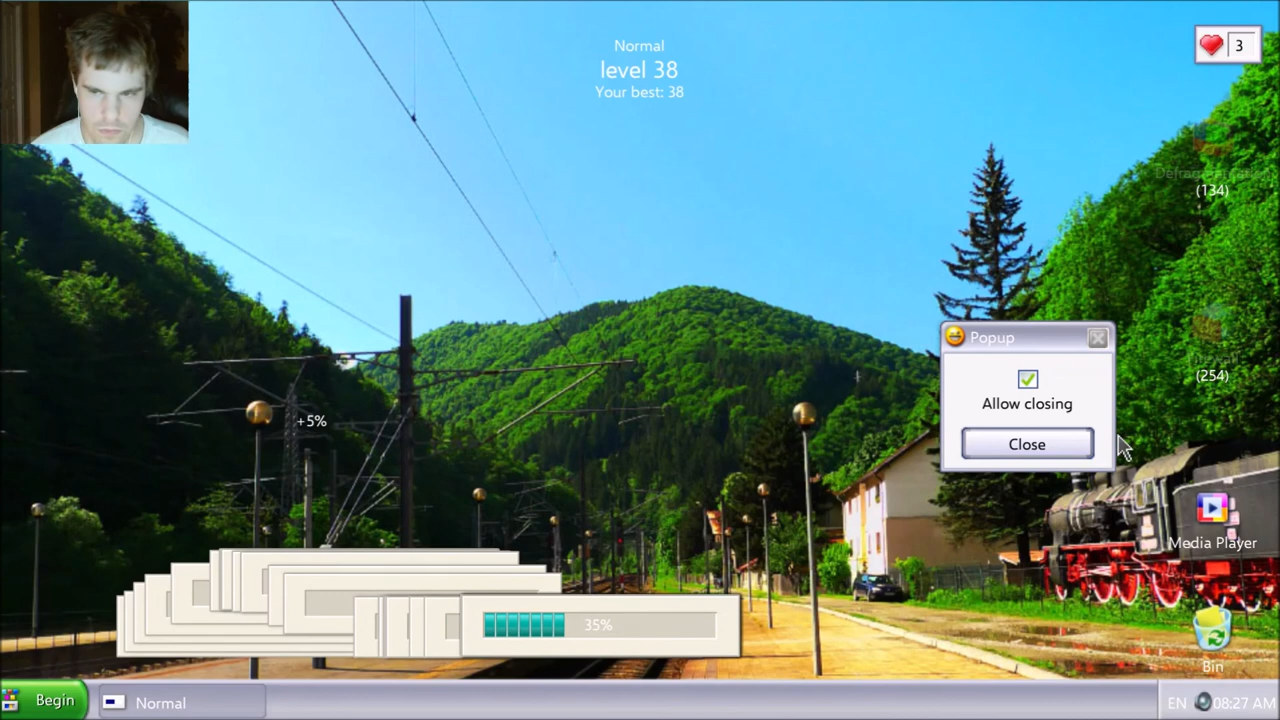 Normal
level 38
Your best: 38
3
(134)
Popup
Allow closing
Close
(254)
+5%
Media Player
35%
Bin
Begin
Normal
EN
08:27 AM